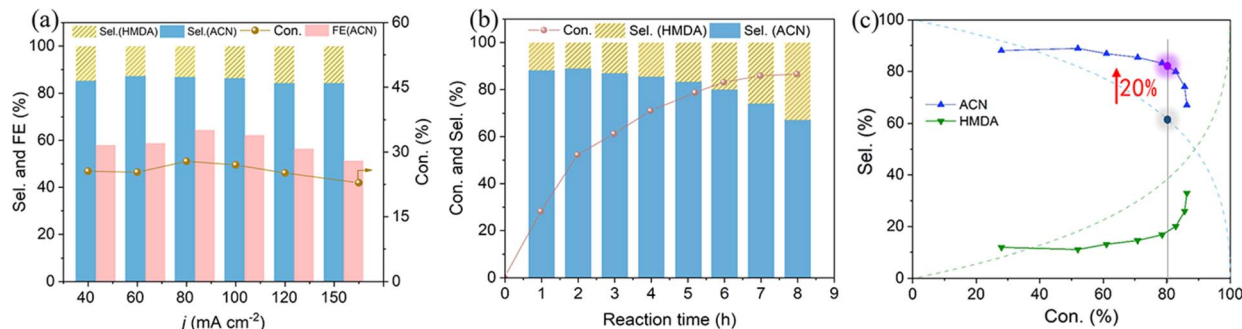 (a)
Sel.(HMDA) Sel.(ACN) Con. FE(ACN)
Sel. and FE (%)
100
80
60
40
20
0
60
45
30
15
0
Con. (%)
40 60 80 100 120 150
j (mA cm⁻²)
(b)
Con. Sel. (HMDA) Sel. (ACN)
Con. and Sel. (%)
100
80
60
40
20
0
0 1 2 3 4 5 6 7 8 9
Reaction time (h)
(c)
Sel. (%)
100
80
60
40
20
0
20%
ACN
HMDA
0 20 40 60 80 100
Con. (%)